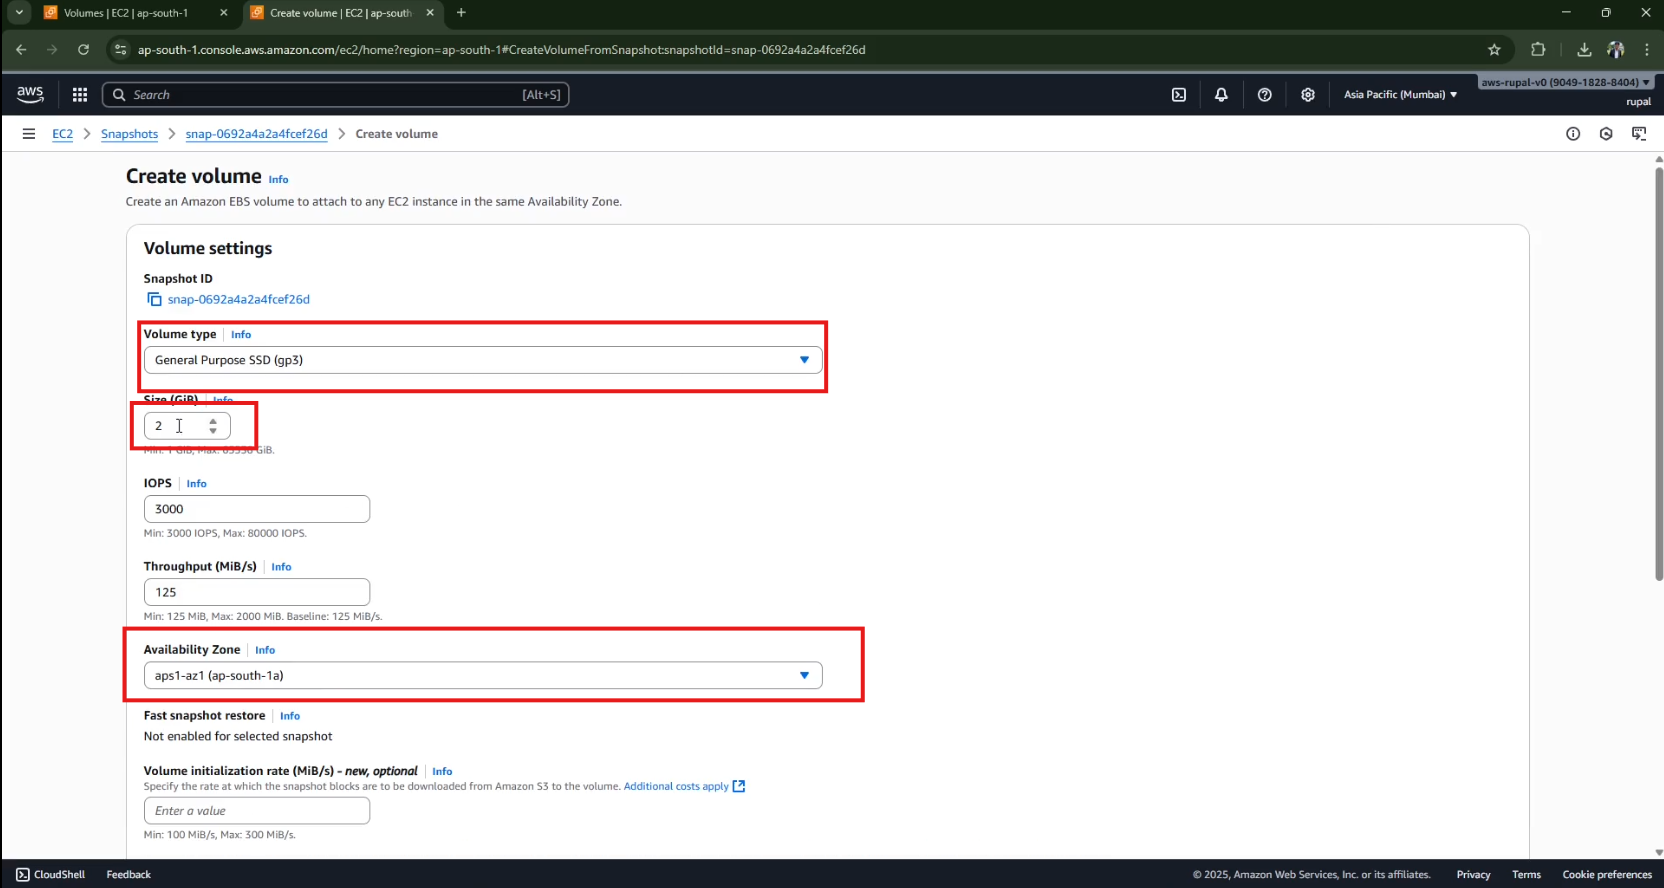 Volumes | EC2 | ap-south-1
Create volume | EC2 | ap-south
ap-south-1.console.aws.amazon.com/ec2/home?region=ap-south-1#CreateVolumeFromSnapshot:snapshotId=snap-0692a4a2a4fcef26d
aws
Search [Alt+S]
Asia Pacific (Mumbai)
aws-rupal-v0 (9049-1828-8404)
rupal
EC2 > Snapshots > snap-0692a4a2a4fcef26d > Create volume
Create volume Info
Create an Amazon EBS volume to attach to any EC2 instance in the same Availability Zone.
Volume settings
Snapshot ID
snap-0692a4a2a4fcef26d
Volume type Info
General Purpose SSD (gp3)
Size (GiB) Info
2
Min: 1 GiB, Max: 65536 GiB.
IOPS Info
3000
Min: 3000 IOPS, Max: 80000 IOPS.
Throughput (MiB/s) Info
125
Min: 125 MiB, Max: 2000 MiB. Baseline: 125 MiB/s.
Availability Zone Info
aps1-az1 (ap-south-1a)
Fast snapshot restore Info
Not enabled for selected snapshot
Volume initialization rate (MiB/s) - new, optional Info
Specify the rate at which the snapshot blocks are to be downloaded from Amazon S3 to the volume. Additional costs apply
Enter a value
Min: 100 MiB/s, Max: 300 MiB/s.
CloudShell Feedback © 2025, Amazon Web Services, Inc. or its affiliates. Privacy Terms Cookie preferences